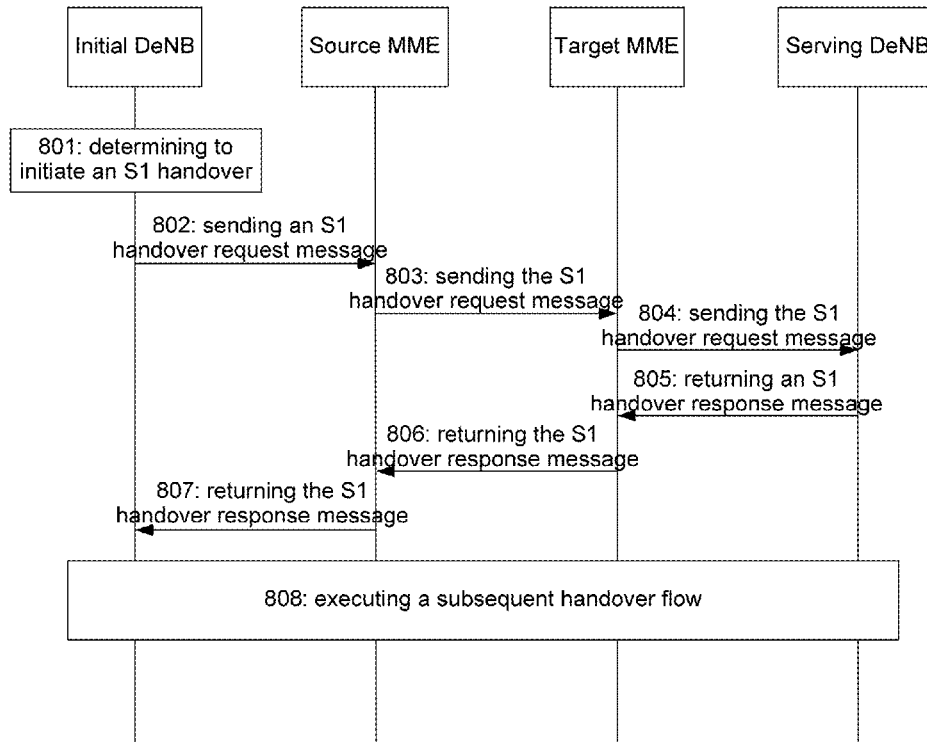 Initial DeNB
Source MME
Target MME
Serving DeNB
801: determining to
initiate an S1 handover
802: sending an S1
handover request message
803: sending the S1
handover request message
804: sending the S1
handover request message
805: returning an S1
handover response message
806: returning the S1
handover response message
807: returning the S1
handover response message
808: executing a subsequent handover flow